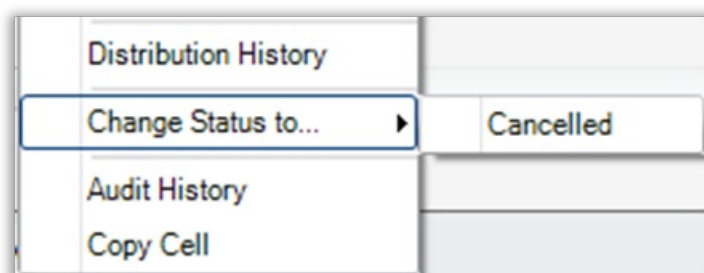 Distribution History
Change Status to...
Cancelled
Audit History
Copy Cell